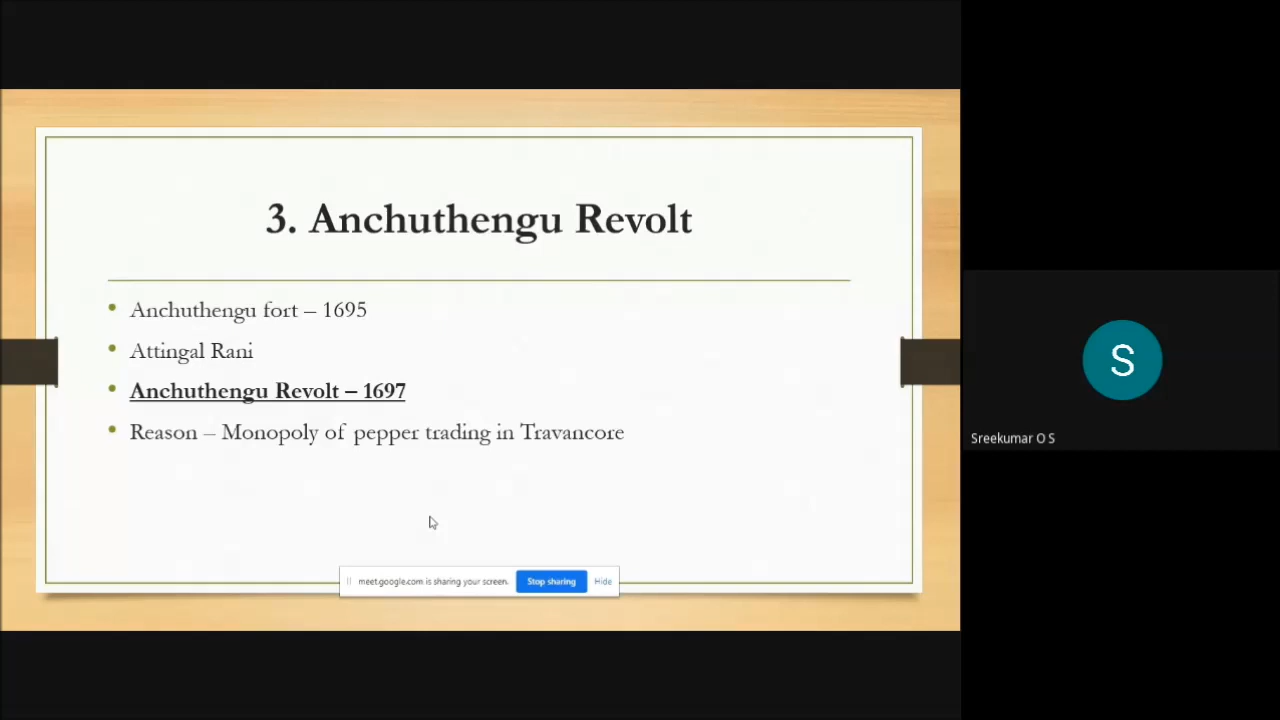 3. Anchuthengu Revolt
• Anchuthengu fort – 1695
• Attingal Rani
• Anchuthengu Revolt – 1697
• Reason – Monopoly of pepper trading in Travancore
meet.google.com is sharing your screen. Stop sharing Hide
S
Sreekumar O S